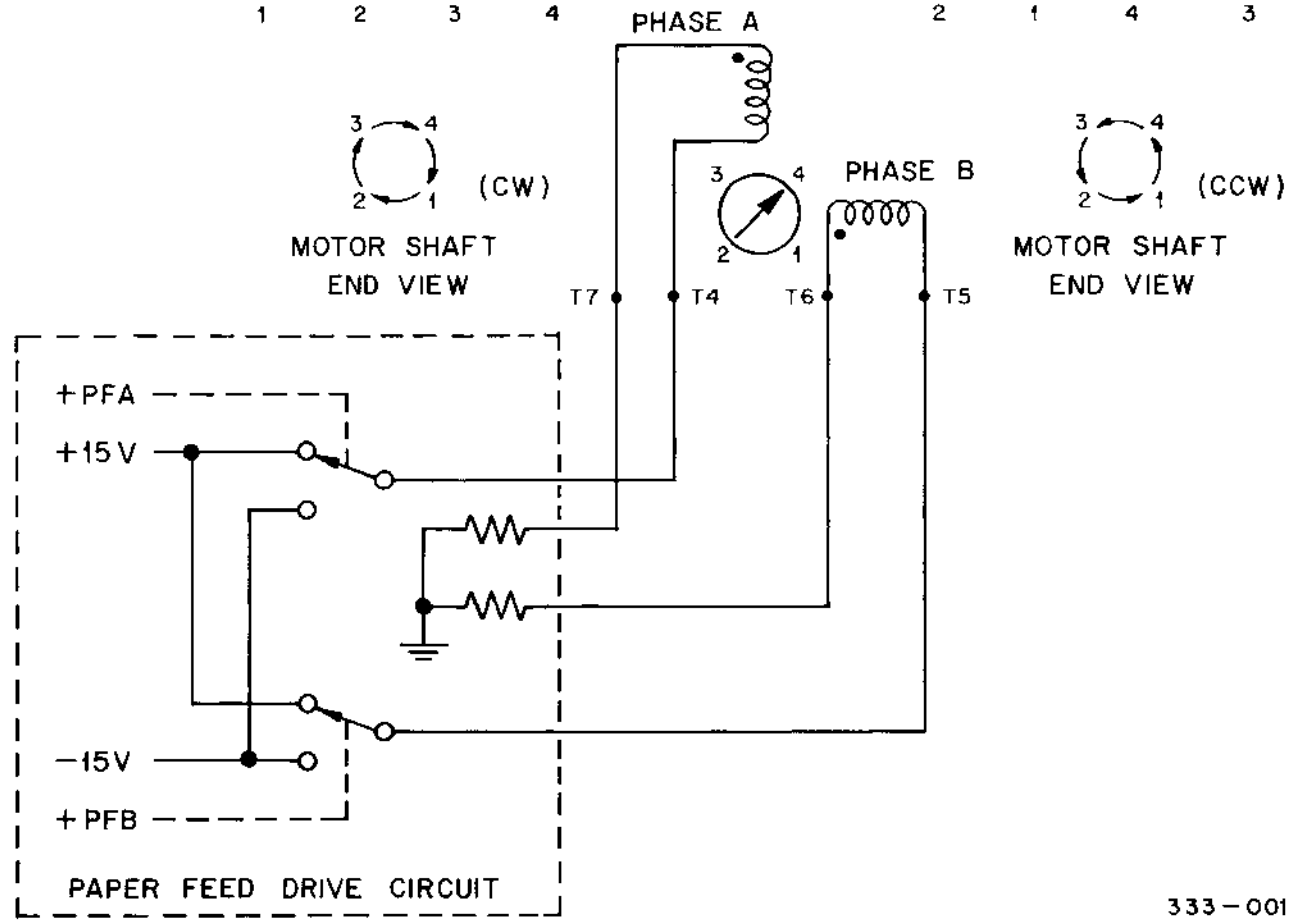 1 2 3 4 2 1 4 3
PHASE A
3 4
2 1
(CW)
MOTOR SHAFT
END VIEW
3 4
2 1
PHASE B
3 4
2 1
(CCW)
MOTOR SHAFT
END VIEW
T7 T4 T6 T5
+PFA
+15V
-15V
+PFB
PAPER FEED DRIVE CIRCUIT
333-001